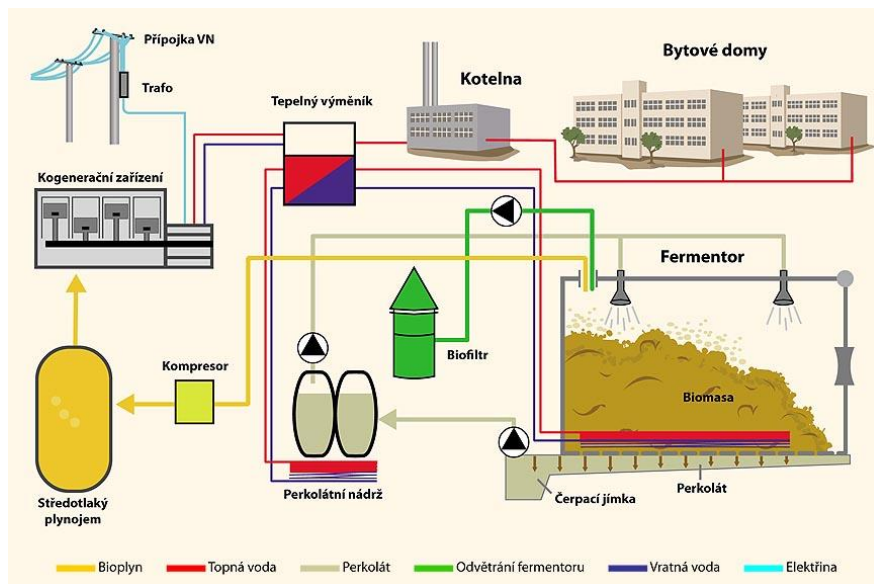 Přípojka VN
Trafo
Tepelný výměník
Kotelna
Bytové domy
Kogenerační zařízení
Fermentor
Kompresor
Biofiltr
Biomasa
Středotlaký
plynojem
Perkolátní nádrž
Čerpací jímka
Perkolát
Bioplyn
Topná voda
Perkolát
Odvětrání fermentoru
Vratná voda
Elektřina